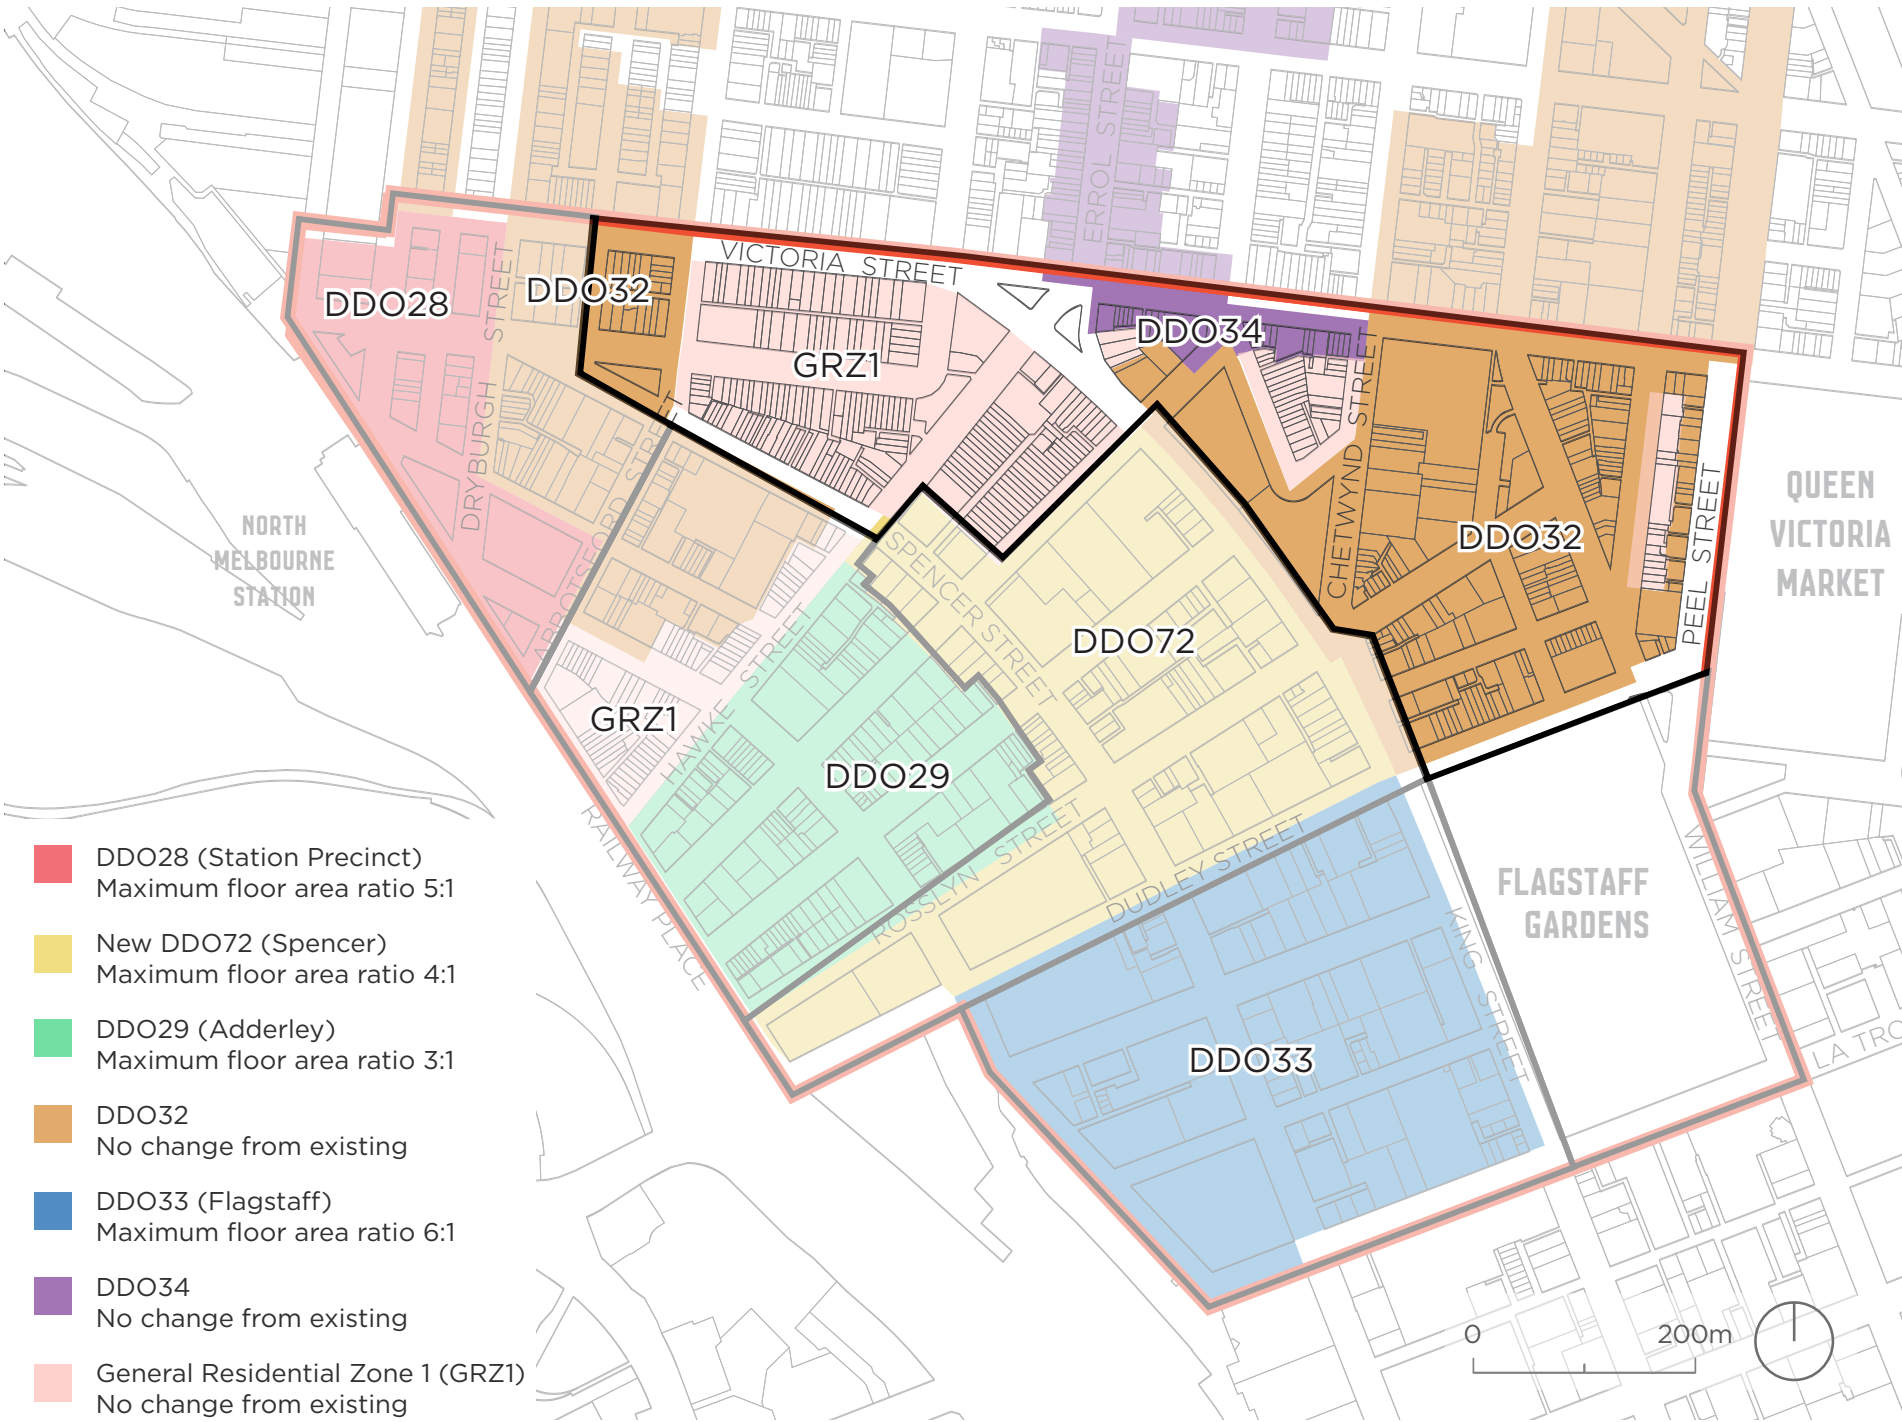 VICTORIA STREET
ERROL STREET
DDO28
DDO32
DDO34
GRZ1
DRYBURGH STREET
CHETWYND STREET
QUEEN
VICTORIA
MARKET
NORTH
MELBOURNE
STATION
ABBOTSFORD STREET
SPENCER STREET
DDO32
PEEL STREET
DDO72
HAWKE STREET
GRZ1
DDO29
RAILWAY PLACE
ROSSLYN STREET
DUDLEY STREET
FLAGSTAFF
GARDENS
WILLIAM STREET
KING STREET
LA TRO
DDO33
DDO28 (Station Precinct)
Maximum floor area ratio 5:1
New DDO72 (Spencer)
Maximum floor area ratio 4:1
DDO29 (Adderley)
Maximum floor area ratio 3:1
DDO32
No change from existing
DDO33 (Flagstaff)
Maximum floor area ratio 6:1
DDO34
No change from existing
General Residential Zone 1 (GRZ1)
No change from existing
0 200m